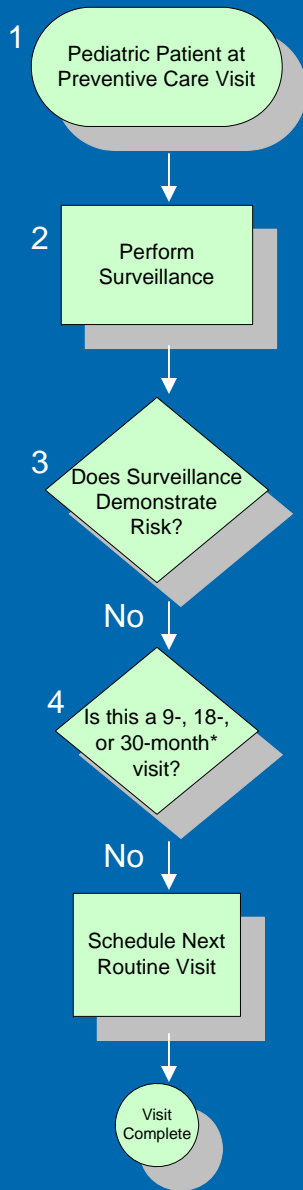 1
Pediatric Patient at
Preventive Care Visit
2
Perform
Surveillance
3
Does Surveillance
Demonstrate
Risk?
No
4
Is this a 9-, 18-,
or 30-month*
visit?
No
Schedule Next
Routine Visit
Visit
Complete